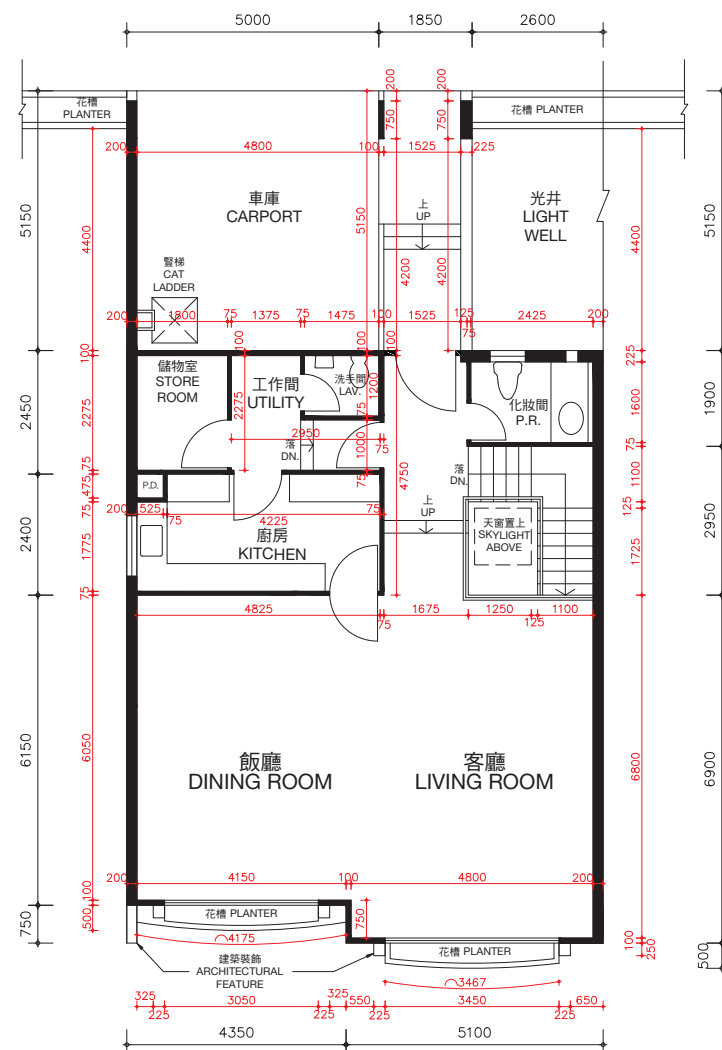 5000
1850
2600
花槽
PLANTER
花槽 PLANTER
200
200
750
750
200
4800
100
1525
225
車庫
CARPORT
上
UP
光井
LIGHT
WELL
5150
4400
5150
4200
4200
4400
5150
豎梯
CAT
LADDER
200
1800
75
1375
75
1475
100
1525
125
75
2425
200
100
100
100
225
儲物室
STORE
ROOM
工作間
UTILITY
洗手間
LAV.
化妝間
P.R.
2450
2275
2275
1200
75
1600
1900
2950
75
1000
75
75
落
DN.
落
DN.
75
475
75
P.D.
1100
125
4750
200
525
75
4225
75
上
UP
天窗置上
SKYLIGHT
ABOVE
廚房
KITCHEN
2400
1775
1725
2950
75
4825
75
1675
1250
125
1100
飯廳
DINING ROOM
客廳
LIVING ROOM
6150
6050
6800
6900
200
4150
100
4800
200
100
500
750
750
花槽 PLANTER
4175
花槽 PLANTER
100
250
500
建築裝飾
ARCHITECTURAL
FEATURE
3467
325
225
3050
225
325
550
225
3450
225
650
4350
5100